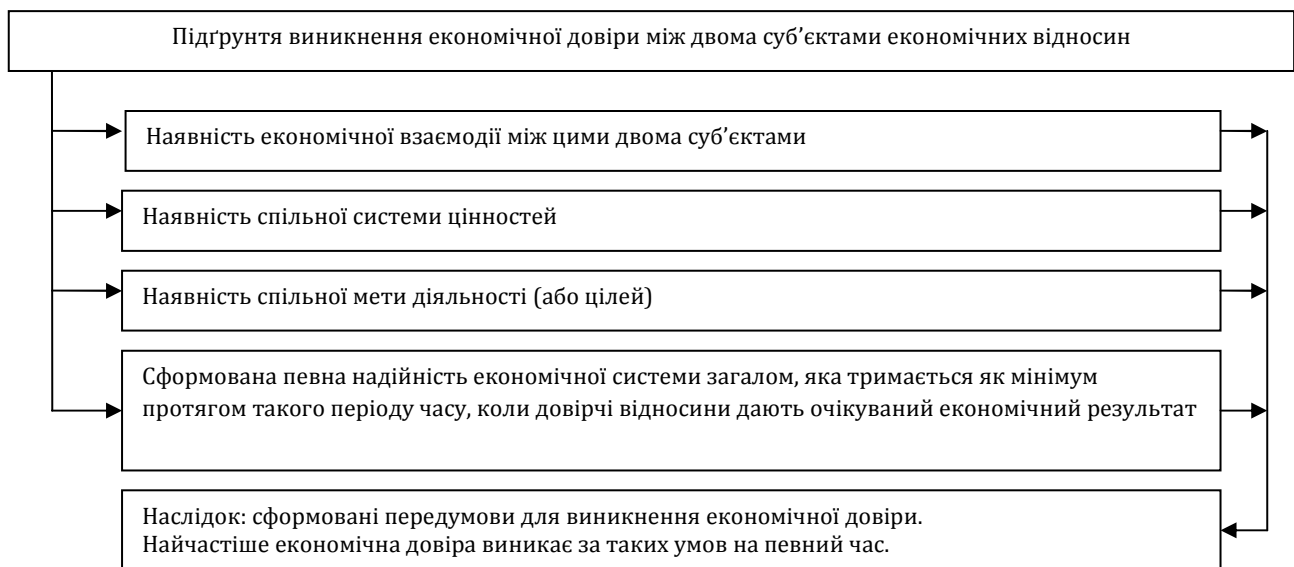 Підґрунтя виникнення економічної довіри між двома суб’єктами економічних відносин
Наявність економічної взаємодії між цими двома суб’єктами
Наявність спільної системи цінностей
Наявність спільної мети діяльності (або цілей)
Сформована певна надійність економічної системи загалом, яка тримається як мінімум
протягом такого періоду часу, коли довірчі відносини дають очікуваний економічний результат
Наслідок: сформовані передумови для виникнення економічної довіри.
Найчастіше економічна довіра виникає за таких умов на певний час.